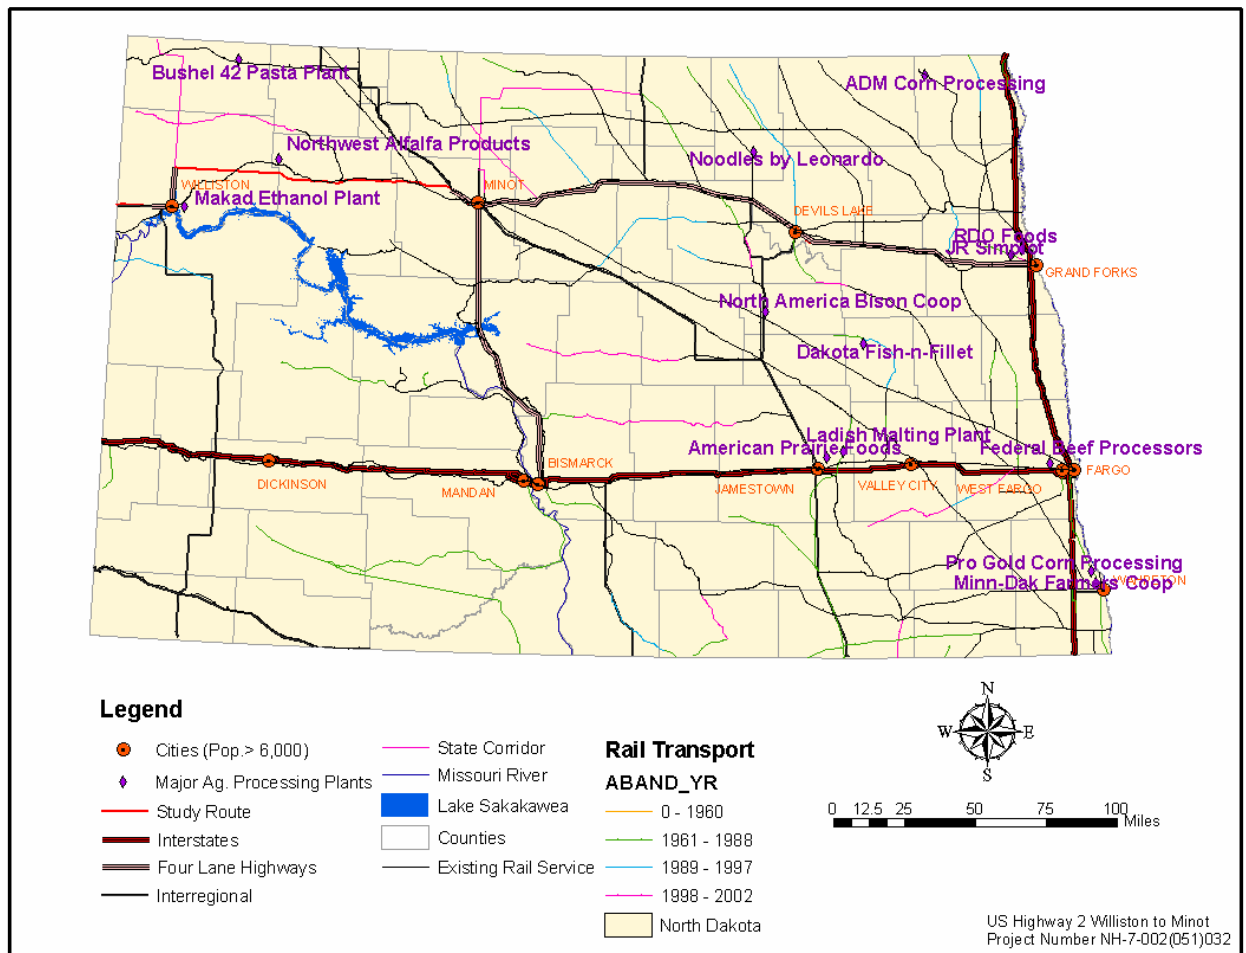 Bushel 42 Pasta Plant
ADM Corn Processing
Northwest Alfalfa Products
Noodles by Leonardo
WILLISTON
MINOT
Makad Ethanol Plant
DEVILS LAKE
RDO Foods
JR Simplot
GRAND FORKS
North America Bison Coop
Dakota Fish-n-Fillet
Ladish Malting Plant
American Prairie Foods
Federal Beef Processors
BISMARCK
FARGO
DICKINSON
MANDAN
JAMESTOWN
VALLEY CITY
WEST FARGO
Pro Gold Corn Processing
WAHPETON
Minn-Dak Farmers Coop
Legend
Cities (Pop.> 6,000)
Major Ag. Processing Plants
Study Route
Interstates
Four Lane Highways
Interregional
State Corridor
Missouri River
Lake Sakakawea
Counties
Existing Rail Service
Rail Transport
ABAND_YR
0 - 1960
1961 - 1988
1989 - 1997
1998 - 2002
North Dakota
N
W E
S
0 12.5 25 50 75 100
Miles
US Highway 2 Williston to Minot
Project Number NH-7-002(051)032